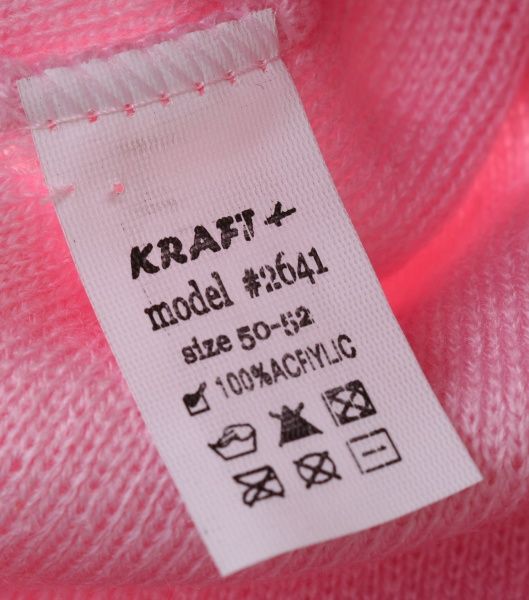 KRAFT+
model #2641
size 50-52
100% ACRYLIC